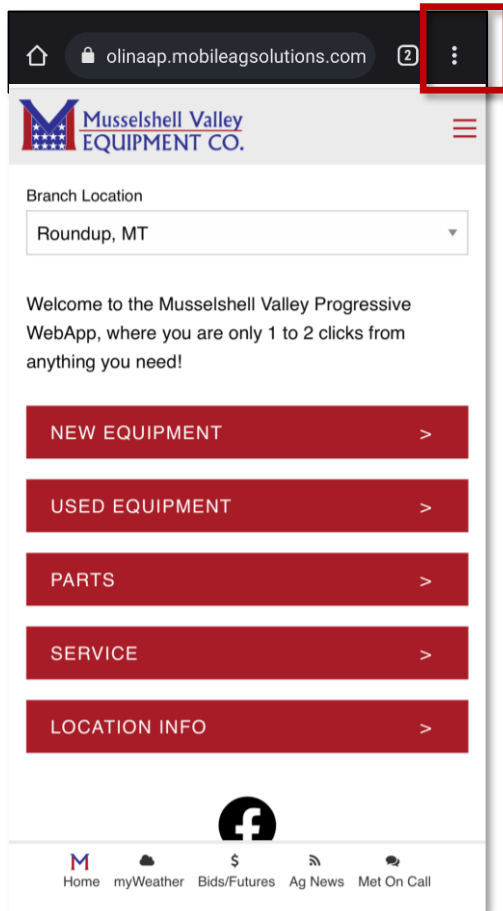 olinaap.mobileagsolutions.com 2
Musselshell Valley
EQUIPMENT CO.
Branch Location
Roundup, MT
Welcome to the Musselshell Valley Progressive
WebApp, where you are only 1 to 2 clicks from
anything you need!
NEW EQUIPMENT >
USED EQUIPMENT >
PARTS >
SERVICE >
LOCATION INFO >
Home myWeather Bids/Futures Ag News Met On Call